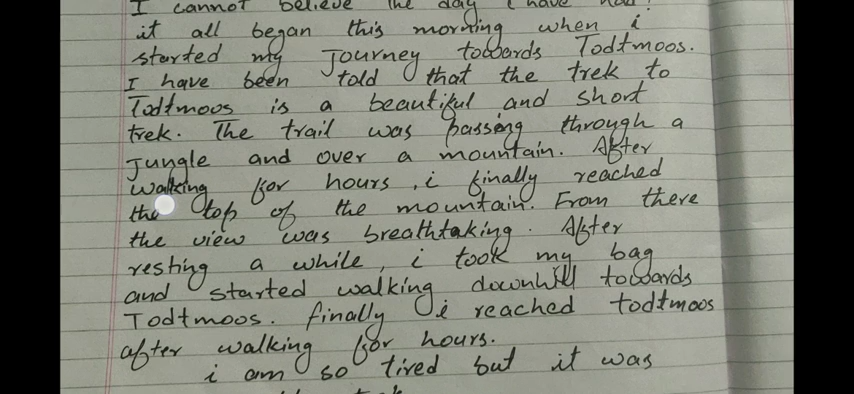 I cannot believe the day I have had!
it all began this morning when i
started my Journey towards Todtmoos.
I have been told that the trek to
Todtmoos is a beautiful and short
trek. The trail was passing through a
Jungle and over a mountain. After
walking for hours, i finally reached
the top of the mountain. From there
the view was breathtaking. After
resting a while, i took my bag
and started walking downhill towards
Todtmoos. finally i reached todtmoos
after walking for hours.
i am so tired but it was